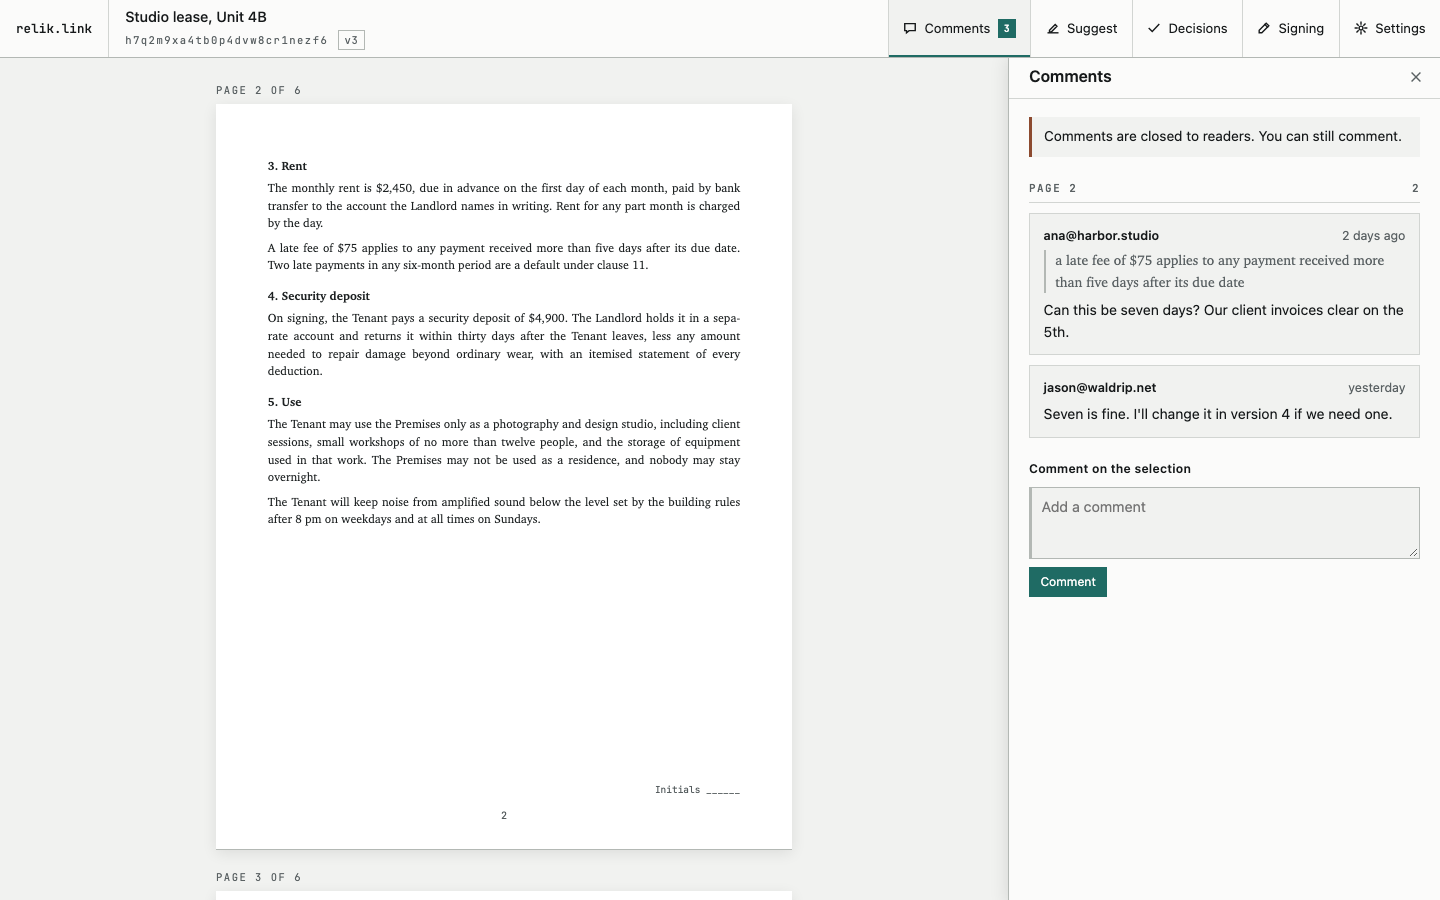 relik.link
Studio lease, Unit 4B
h7q2m9xa4tb0p4dvw8cr1nezf6 v3
Comments 3
Suggest
Decisions
Signing
Settings
PAGE 2 OF 6
3. Rent
The monthly rent is $2,450, due in advance on the first day of each month, paid by bank
transfer to the account the Landlord names in writing. Rent for any part month is charged
by the day.
A late fee of $75 applies to any payment received more than five days after its due date.
Two late payments in any six-month period are a default under clause 11.
4. Security deposit
On signing, the Tenant pays a security deposit of $4,900. The Landlord holds it in a sepa-
rate account and returns it within thirty days after the Tenant leaves, less any amount
needed to repair damage beyond ordinary wear, with an itemised statement of every
deduction.
5. Use
The Tenant may use the Premises only as a photography and design studio, including client
sessions, small workshops of no more than twelve people, and the storage of equipment
used in that work. The Premises may not be used as a residence, and nobody may stay
overnight.
The Tenant will keep noise from amplified sound below the level set by the building rules
after 8 pm on weekdays and at all times on Sundays.
Initials ______
2
PAGE 3 OF 6
Comments
Comments are closed to readers. You can still comment.
PAGE 2 2
ana@harbor.studio 2 days ago
a late fee of $75 applies to any payment received more
than five days after its due date
Can this be seven days? Our client invoices clear on the
5th.
jason@waldrip.net yesterday
Seven is fine. I'll change it in version 4 if we need one.
Comment on the selection
Add a comment
Comment